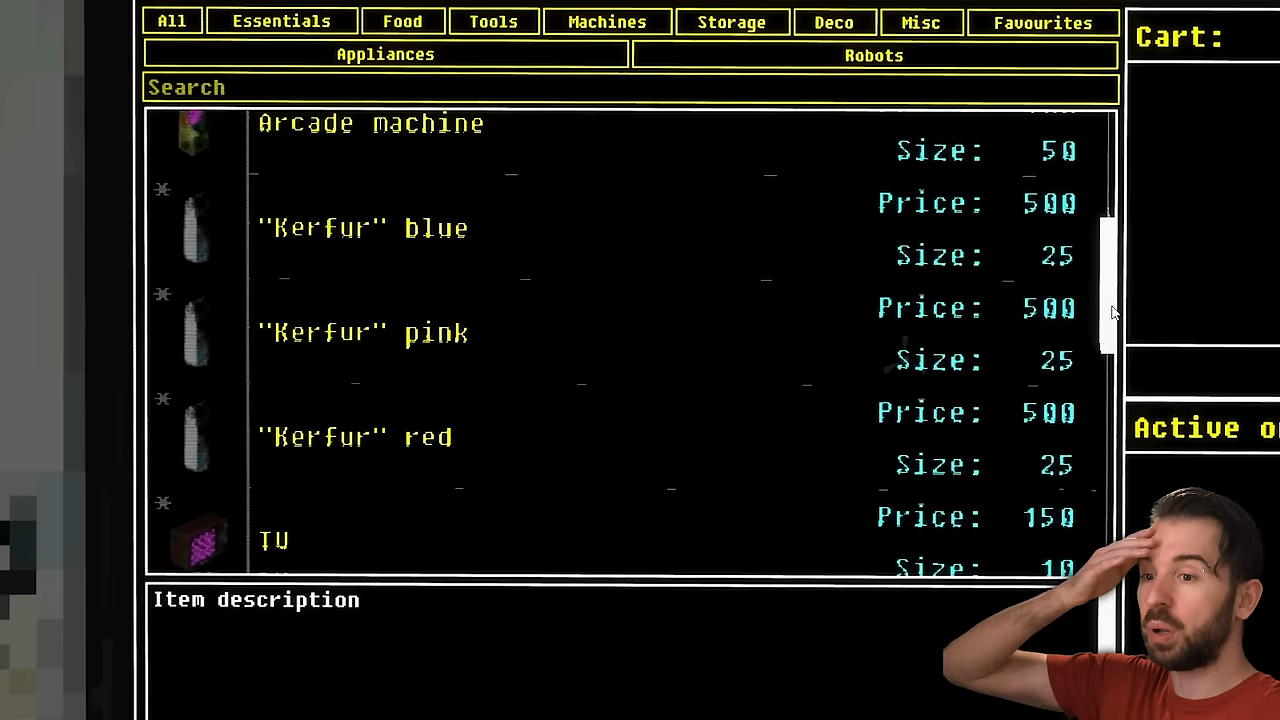 All Essentials Food Tools Machines Storage Deco Misc Favourites
Appliances Robots
Search
Cart:
Arcade machine
Size: 50
"Kerfur" blue
Price: 500
Size: 25
"Kerfur" pink
Price: 500
Size: 25
"Kerfur" red
Price: 500
Size: 25
TV
Price: 150
Size: 10
Active o
Item description